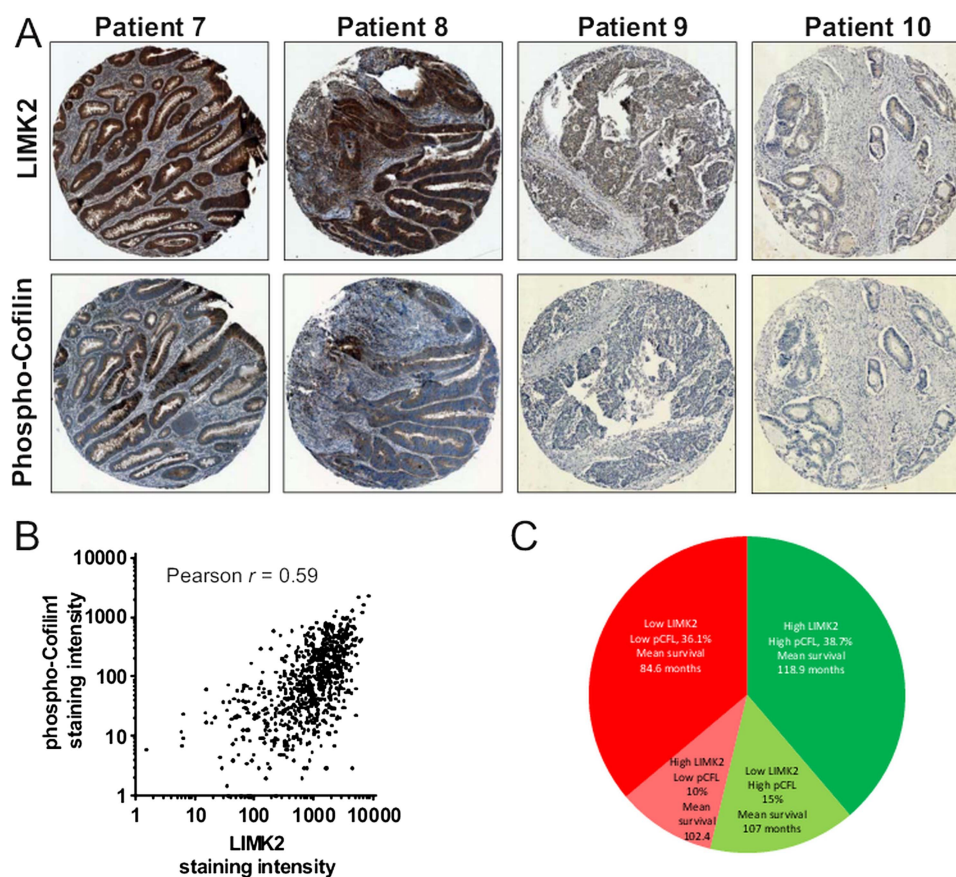 A
Patient 7 Patient 8 Patient 9 Patient 10
LIMK2
Phospho-Cofilin
B
10000
1000
100
10
1
phospho-Cofilin1
staining intensity
Pearson r = 0.59
1 10 100 1000 10000
LIMK2
staining intensity
C
Low LIMK2
Low pCFL, 36.1%
Mean survival
84.6 months
High LIMK2
High pCFL, 38.7%
Mean survival
118.9 months
High LIMK2
Low pCFL
10%
Mean
survival
102.4
Low LIMK2
High pCFL
15%
Mean survival
107 months